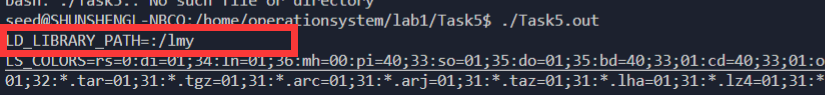 bash: ./Task5.: No such file or directory
seed@SHUNSHENGL-NBCO:/home/operationsystem/lab1/Task5$ ./Task5.out
LD_LIBRARY_PATH=:/lmy
LS_COLORS=rs=0:di=01;34:ln=01;36:mh=00:pi=40;33:so=01;35:do=01;35:bd=40;33;01:cd=40;33;01:o
01;32:*.tar=01;31:*.tgz=01;31:*.arc=01;31:*.arj=01;31:*.taz=01;31:*.lha=01;31:*.lz4=01;31:*